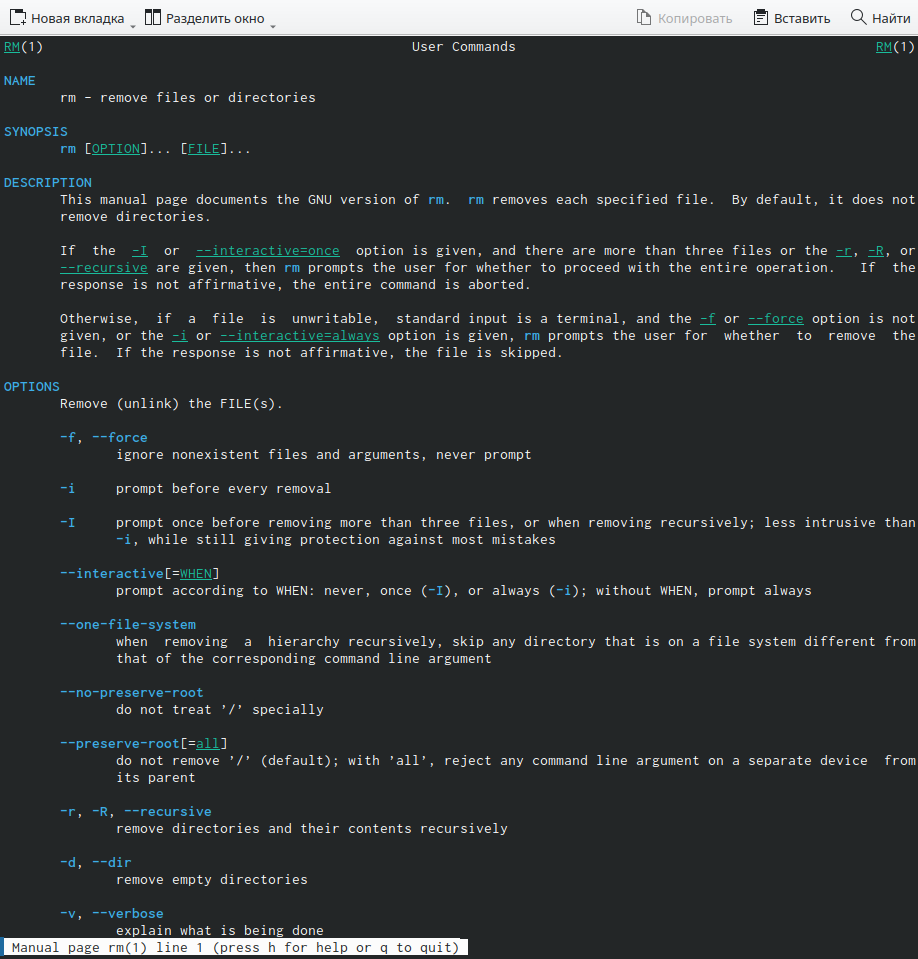 Новая вкладка Разделить окно Копировать Вставить Найти
RM(1) User Commands RM(1)
NAME
rm - remove files or directories
SYNOPSIS
rm [OPTION]... [FILE]...
DESCRIPTION
This manual page documents the GNU version of rm.  rm removes each specified file.  By default, it does not
remove directories.
If  the  -I  or  --interactive=once  option is given, and there are more than three files or the -r, -R, or
--recursive are given, then rm prompts the user for whether to proceed with the entire operation.   If  the
response is not affirmative, the entire command is aborted.
Otherwise,  if  a  file  is  unwritable,  standard input is a terminal, and the -f or --force option is not
given, or the -i or --interactive=always option is given, rm prompts the user for  whether  to  remove  the
file.  If the response is not affirmative, the file is skipped.
OPTIONS
Remove (unlink) the FILE(s).
-f, --force
ignore nonexistent files and arguments, never prompt
-i     prompt before every removal
-I     prompt once before removing more than three files, or when removing recursively; less intrusive than
-i, while still giving protection against most mistakes
--interactive[=WHEN]
prompt according to WHEN: never, once (-I), or always (-i); without WHEN, prompt always
--one-file-system
when  removing  a  hierarchy recursively, skip any directory that is on a file system different from
that of the corresponding command line argument
--no-preserve-root
do not treat ’/’ specially
--preserve-root[=all]
do not remove ’/’ (default); with ’all’, reject any command line argument on a separate device  from
its parent
-r, -R, --recursive
remove directories and their contents recursively
-d, --dir
remove empty directories
-v, --verbose
explain what is being done
Manual page rm(1) line 1 (press h for help or q to quit)